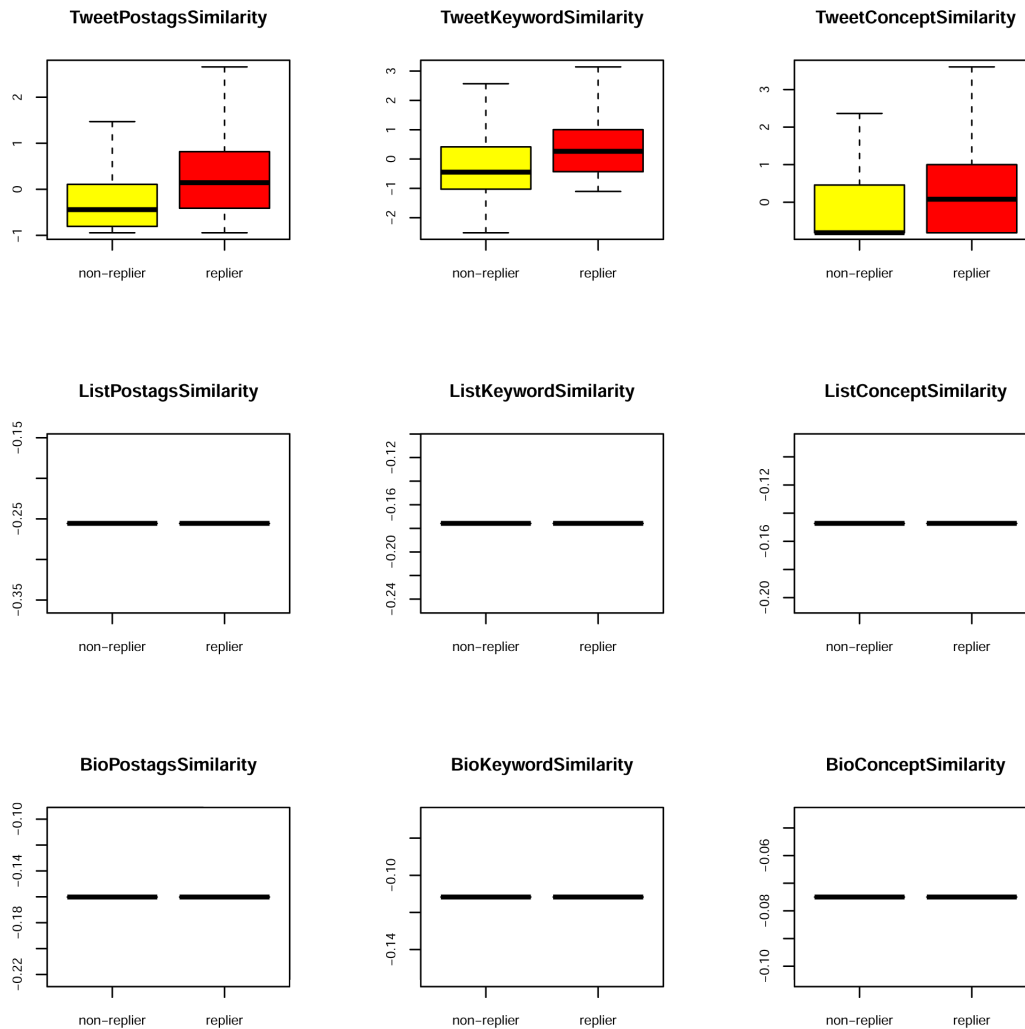 TweetPostagsSimilarity
TweetKeywordSimilarity
TweetConceptSimilarity
2
1
0
−1
non−replier
replier
3
2
1
0
−1
−2
non−replier
replier
3
2
1
0
non−replier
replier
ListPostagsSimilarity
ListKeywordSimilarity
ListConceptSimilarity
−0.15
−0.25
−0.35
non−replier
replier
−0.12
−0.16
−0.20
−0.24
non−replier
replier
−0.12
−0.16
−0.20
non−replier
replier
BioPostagsSimilarity
BioKeywordSimilarity
BioConceptSimilarity
−0.10
−0.14
−0.18
−0.22
non−replier
replier
−0.10
−0.14
non−replier
replier
−0.06
−0.08
−0.10
non−replier
replier